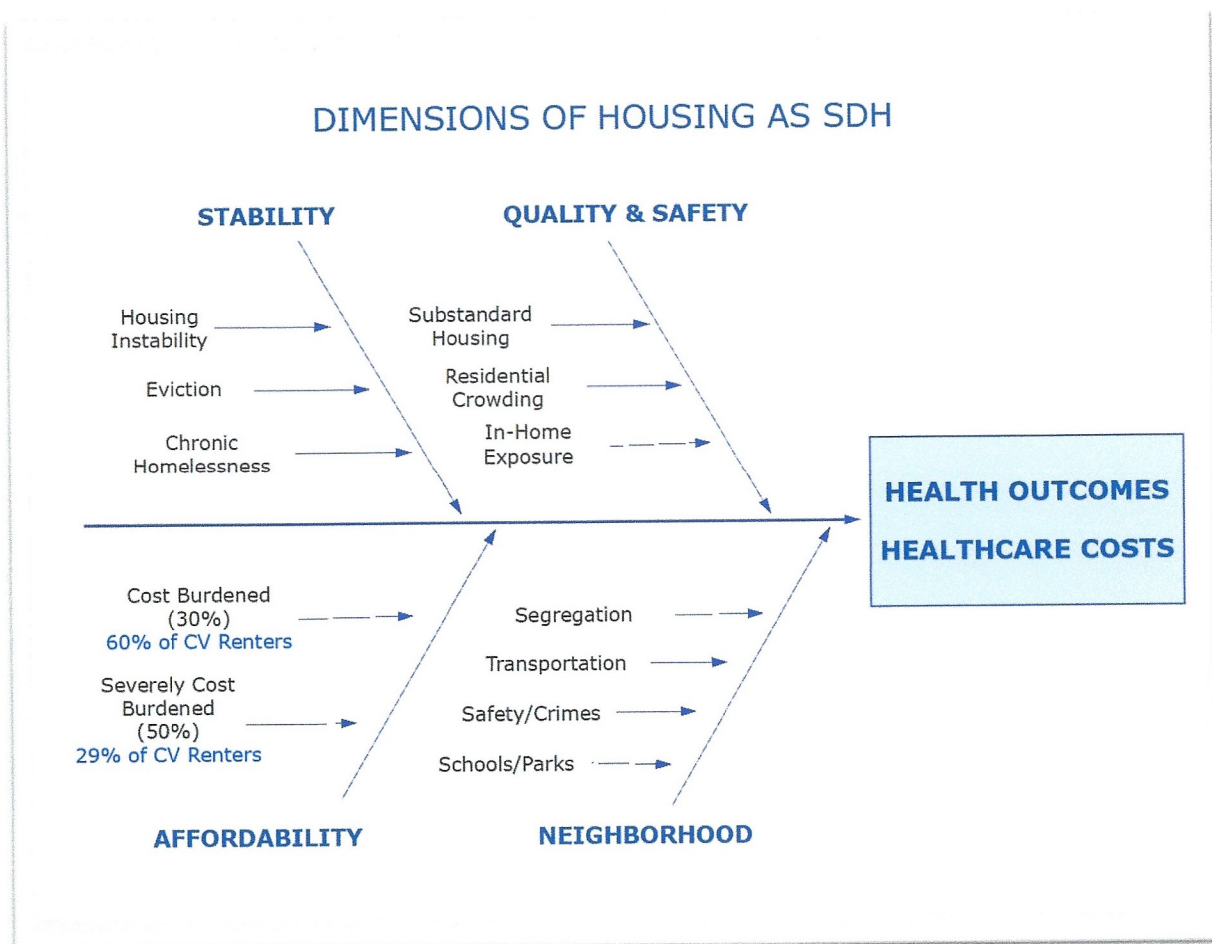 DIMENSIONS OF HOUSING AS SDH
STABILITY
Housing
Instability
Eviction
Chronic
Homelessness
QUALITY & SAFETY
Substandard
Housing
Residential
Crowding
In-Home
Exposure
HEALTH OUTCOMES
HEALTHCARE COSTS
Cost Burdened
(30%)
60% of CV Renters
Severely Cost
Burdened
(50%)
29% of CV Renters
AFFORDABILITY
Segregation
Transportation
Safety/Crimes
Schools/Parks
NEIGHBORHOOD